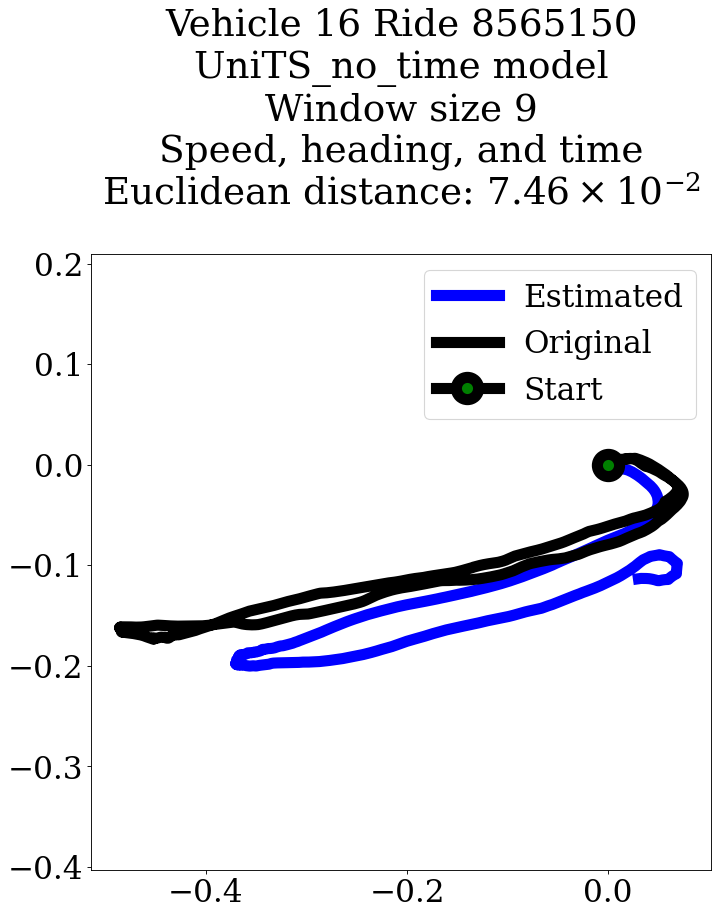 Vehicle 16 Ride 8565150
UniTS_no_time model
Window size 9
Speed, heading, and time
Euclidean distance: 7.46 × 10⁻²
0.2
0.1
0.0
−0.1
−0.2
−0.3
−0.4
Estimated
Original
Start
−0.4 −0.2 0.0